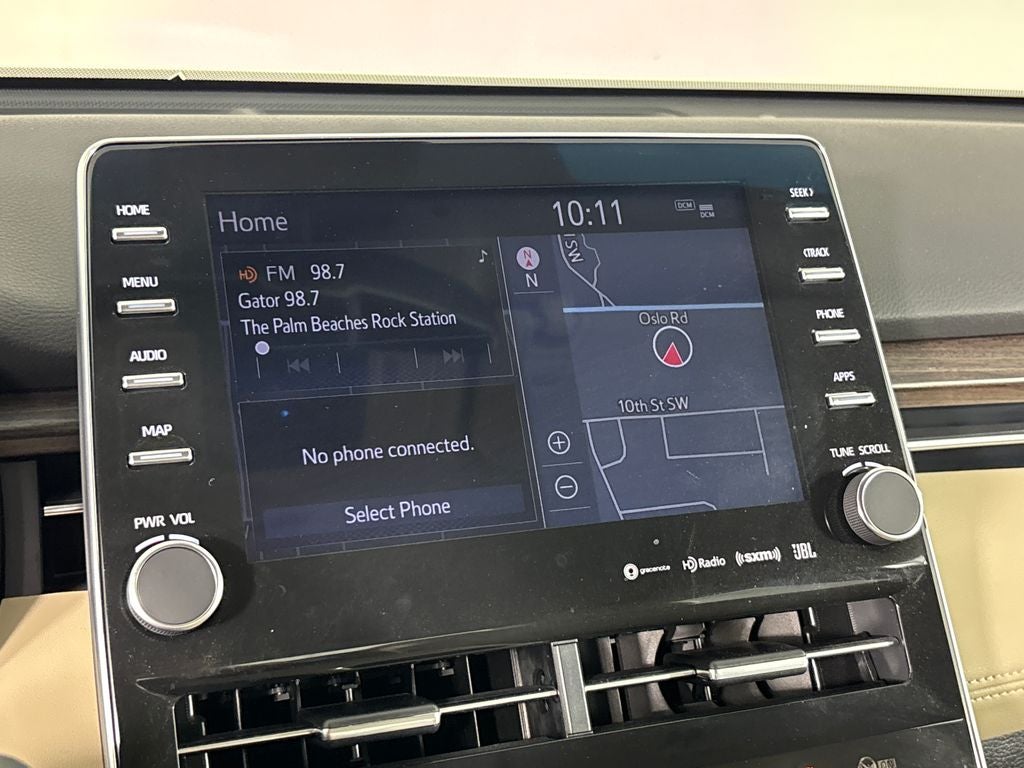 HOME
MENU
AUDIO
MAP
PWR VOL
Home
10:11
DCM
DCM
HD FM 98.7
Gator 98.7
The Palm Beaches Rock Station
No phone connected.
Select Phone
N
N
Oslo Rd
10th St SW
SEEK >
< TRACK
PHONE
APPS
TUNE SCROLL
gracenote
HD Radio
((sxm))
JBL